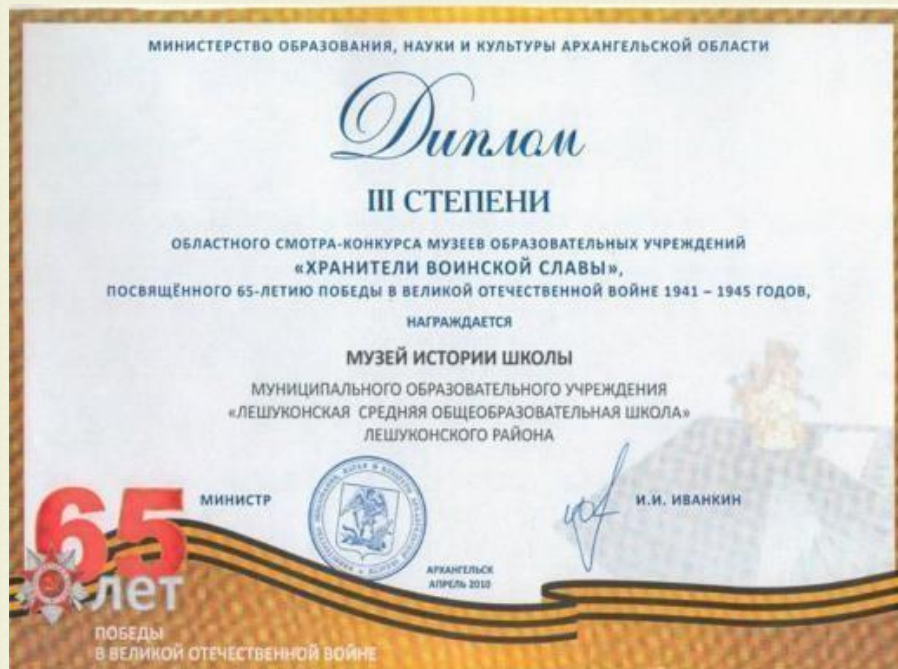 МИНИСТЕРСТВО ОБРАЗОВАНИЯ, НАУКИ И КУЛЬТУРЫ АРХАНГЕЛЬСКОЙ ОБЛАСТИ
Диплом
III СТЕПЕНИ
ОБЛАСТНОГО СМОТРА-КОНКУРСА МУЗЕЕВ ОБРАЗОВАТЕЛЬНЫХ УЧРЕЖДЕНИЙ
«ХРАНИТЕЛИ ВОИНСКОЙ СЛАВЫ»,
ПОСВЯЩЁННОГО 65-ЛЕТИЮ ПОБЕДЫ В ВЕЛИКОЙ ОТЕЧЕСТВЕННОЙ ВОЙНЕ 1941 – 1945 ГОДОВ,
НАГРАЖДАЕТСЯ
МУЗЕЙ ИСТОРИИ ШКОЛЫ
МУНИЦИПАЛЬНОГО ОБРАЗОВАТЕЛЬНОГО УЧРЕЖДЕНИЯ
«ЛЕШУКОНСКАЯ СРЕДНЯЯ ОБЩЕОБРАЗОВАТЕЛЬНАЯ ШКОЛА»
ЛЕШУКОНСКОГО РАЙОНА
МИНИСТР
И.И. ИВАНКИН
АРХАНГЕЛЬСК
АПРЕЛЬ 2010
65
лет
ПОБЕДЫ
В ВЕЛИКОЙ ОТЕЧЕСТВЕННОЙ ВОЙНЕ